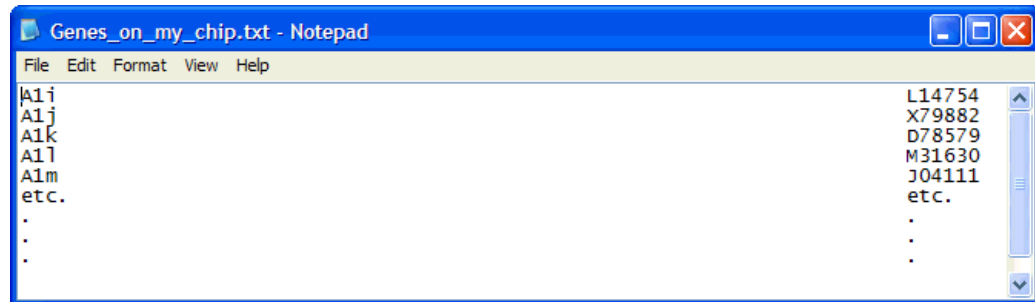 Genes_on_my_chip.txt - Notepad
File Edit Format View Help
A1i L14754
A1j X79882
A1k D78579
A1l M31630
A1m J04111
etc. etc.
. .
. .
. .